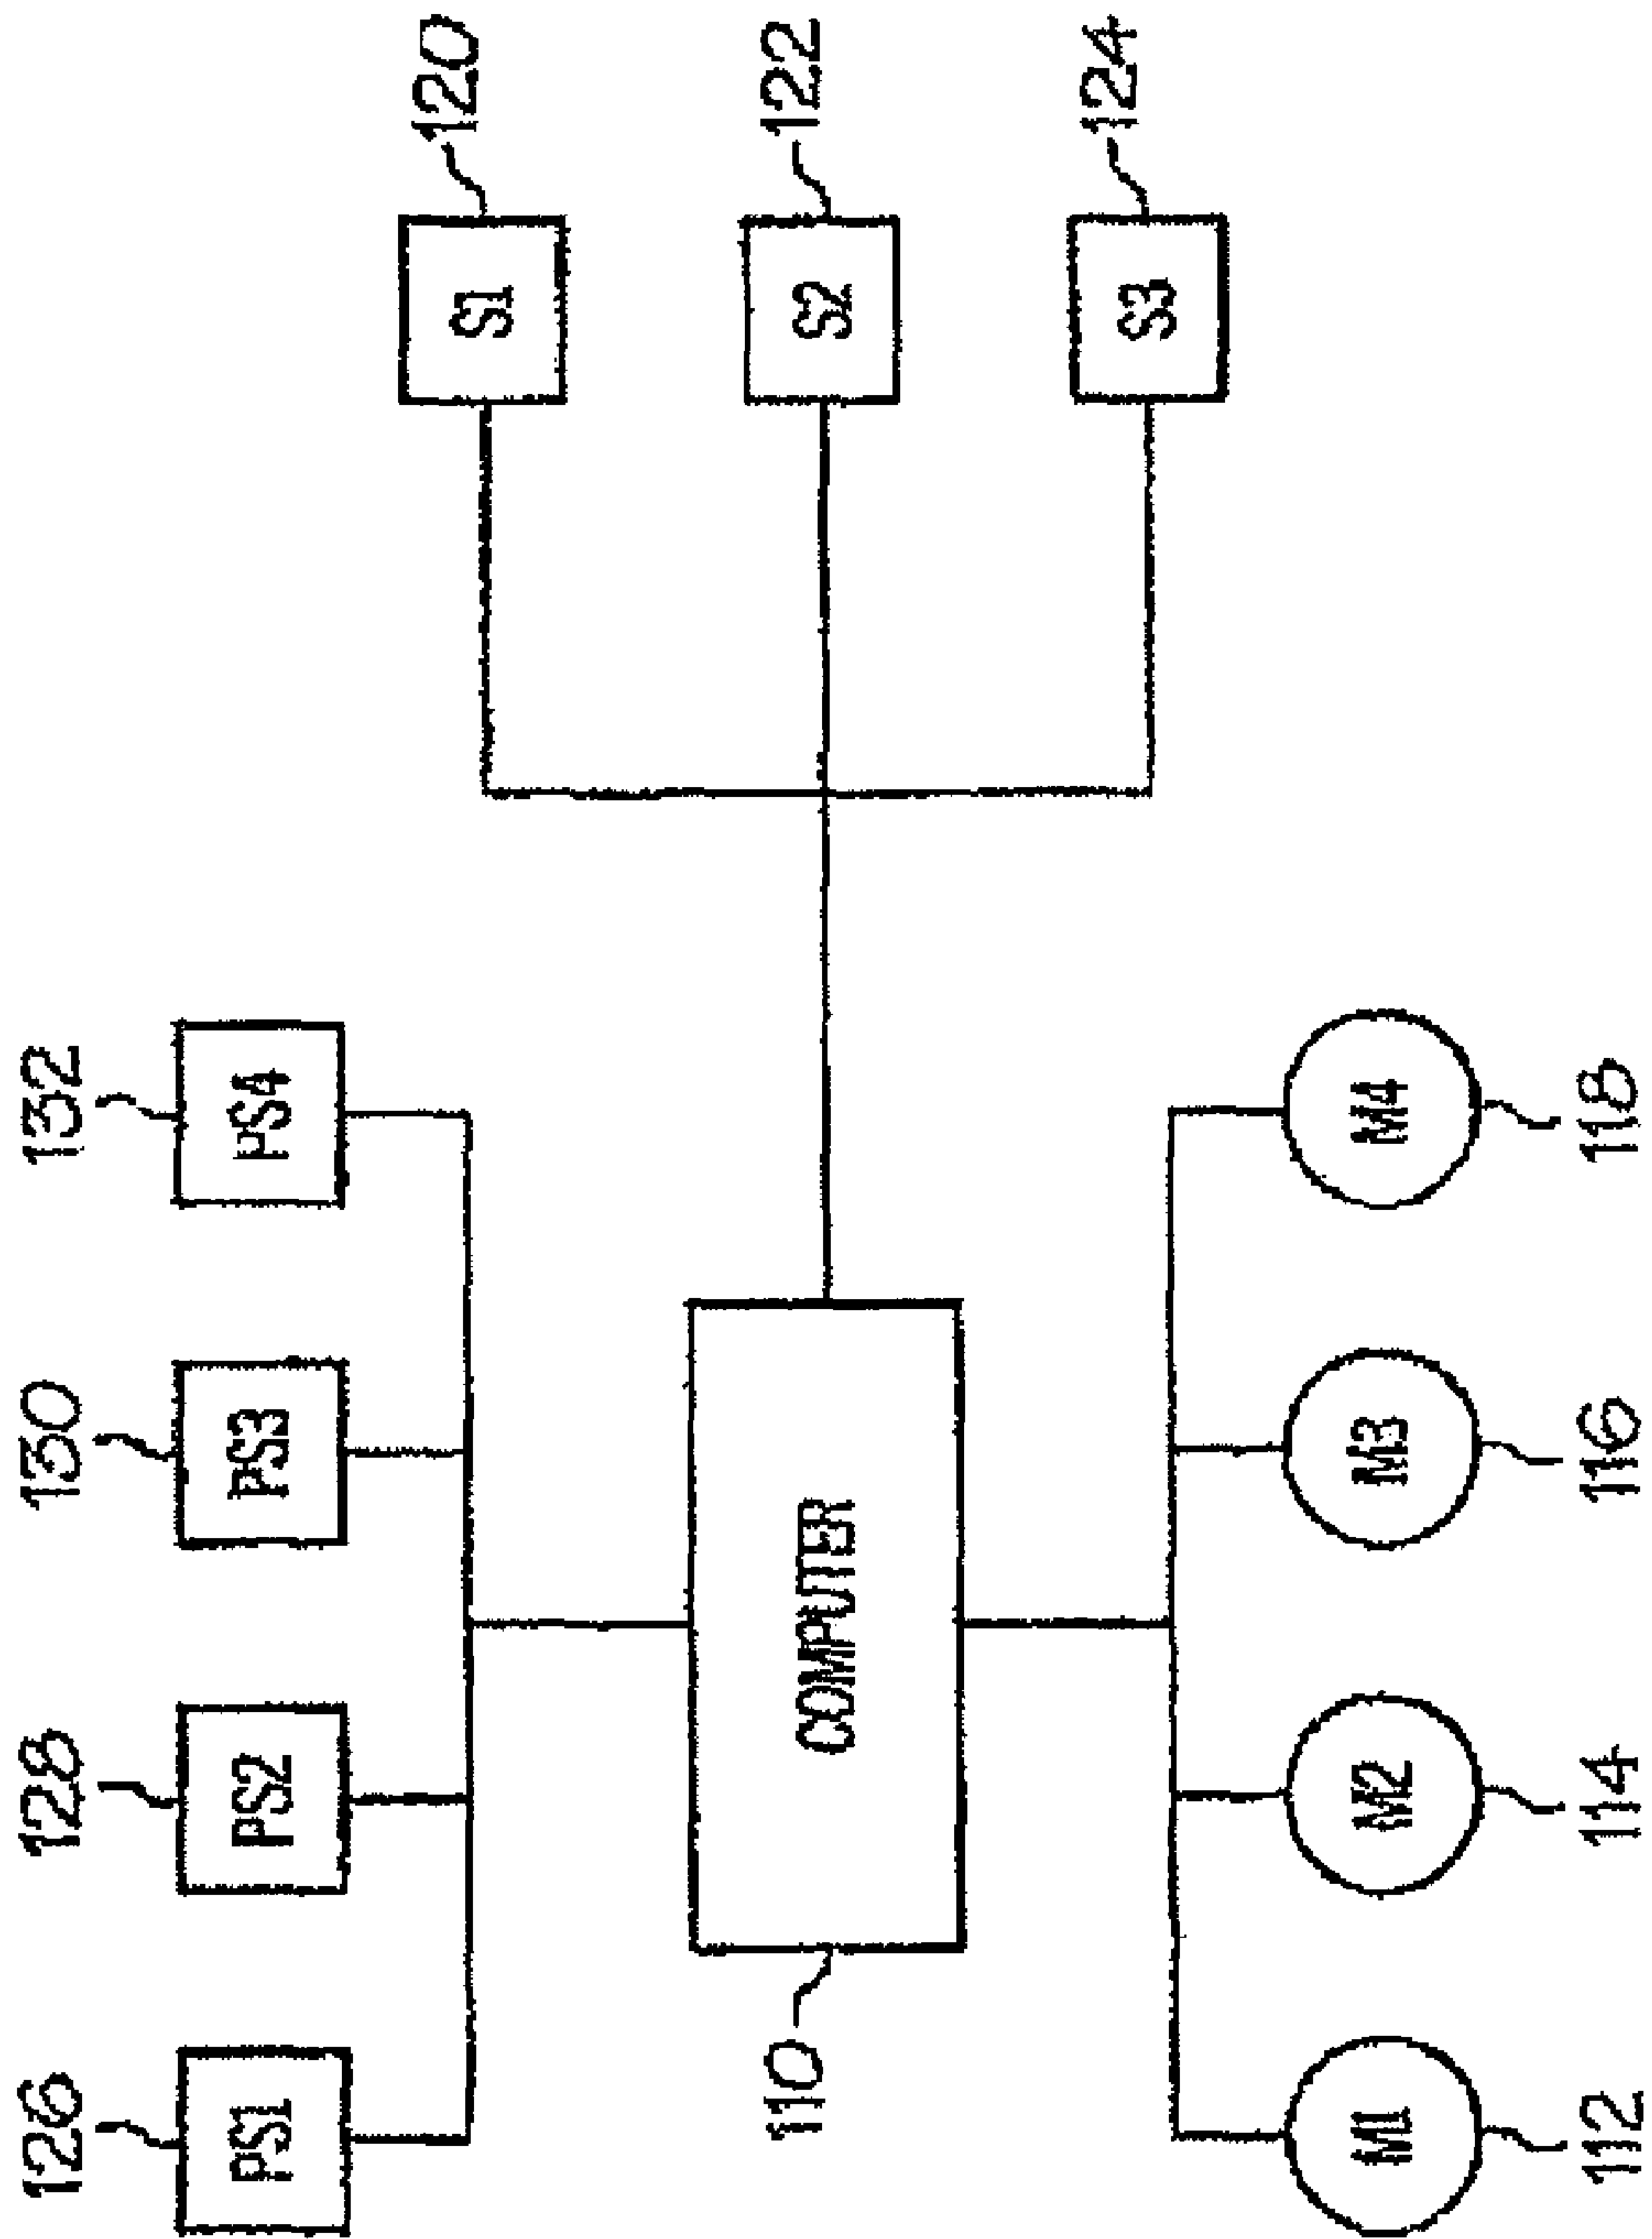 126 128 130 132
PS1 PS2 PS3 PS4
S1 120
110 COMPUTER S2 122
S3 124
M1 M2 M3 M4
112 114 116 118